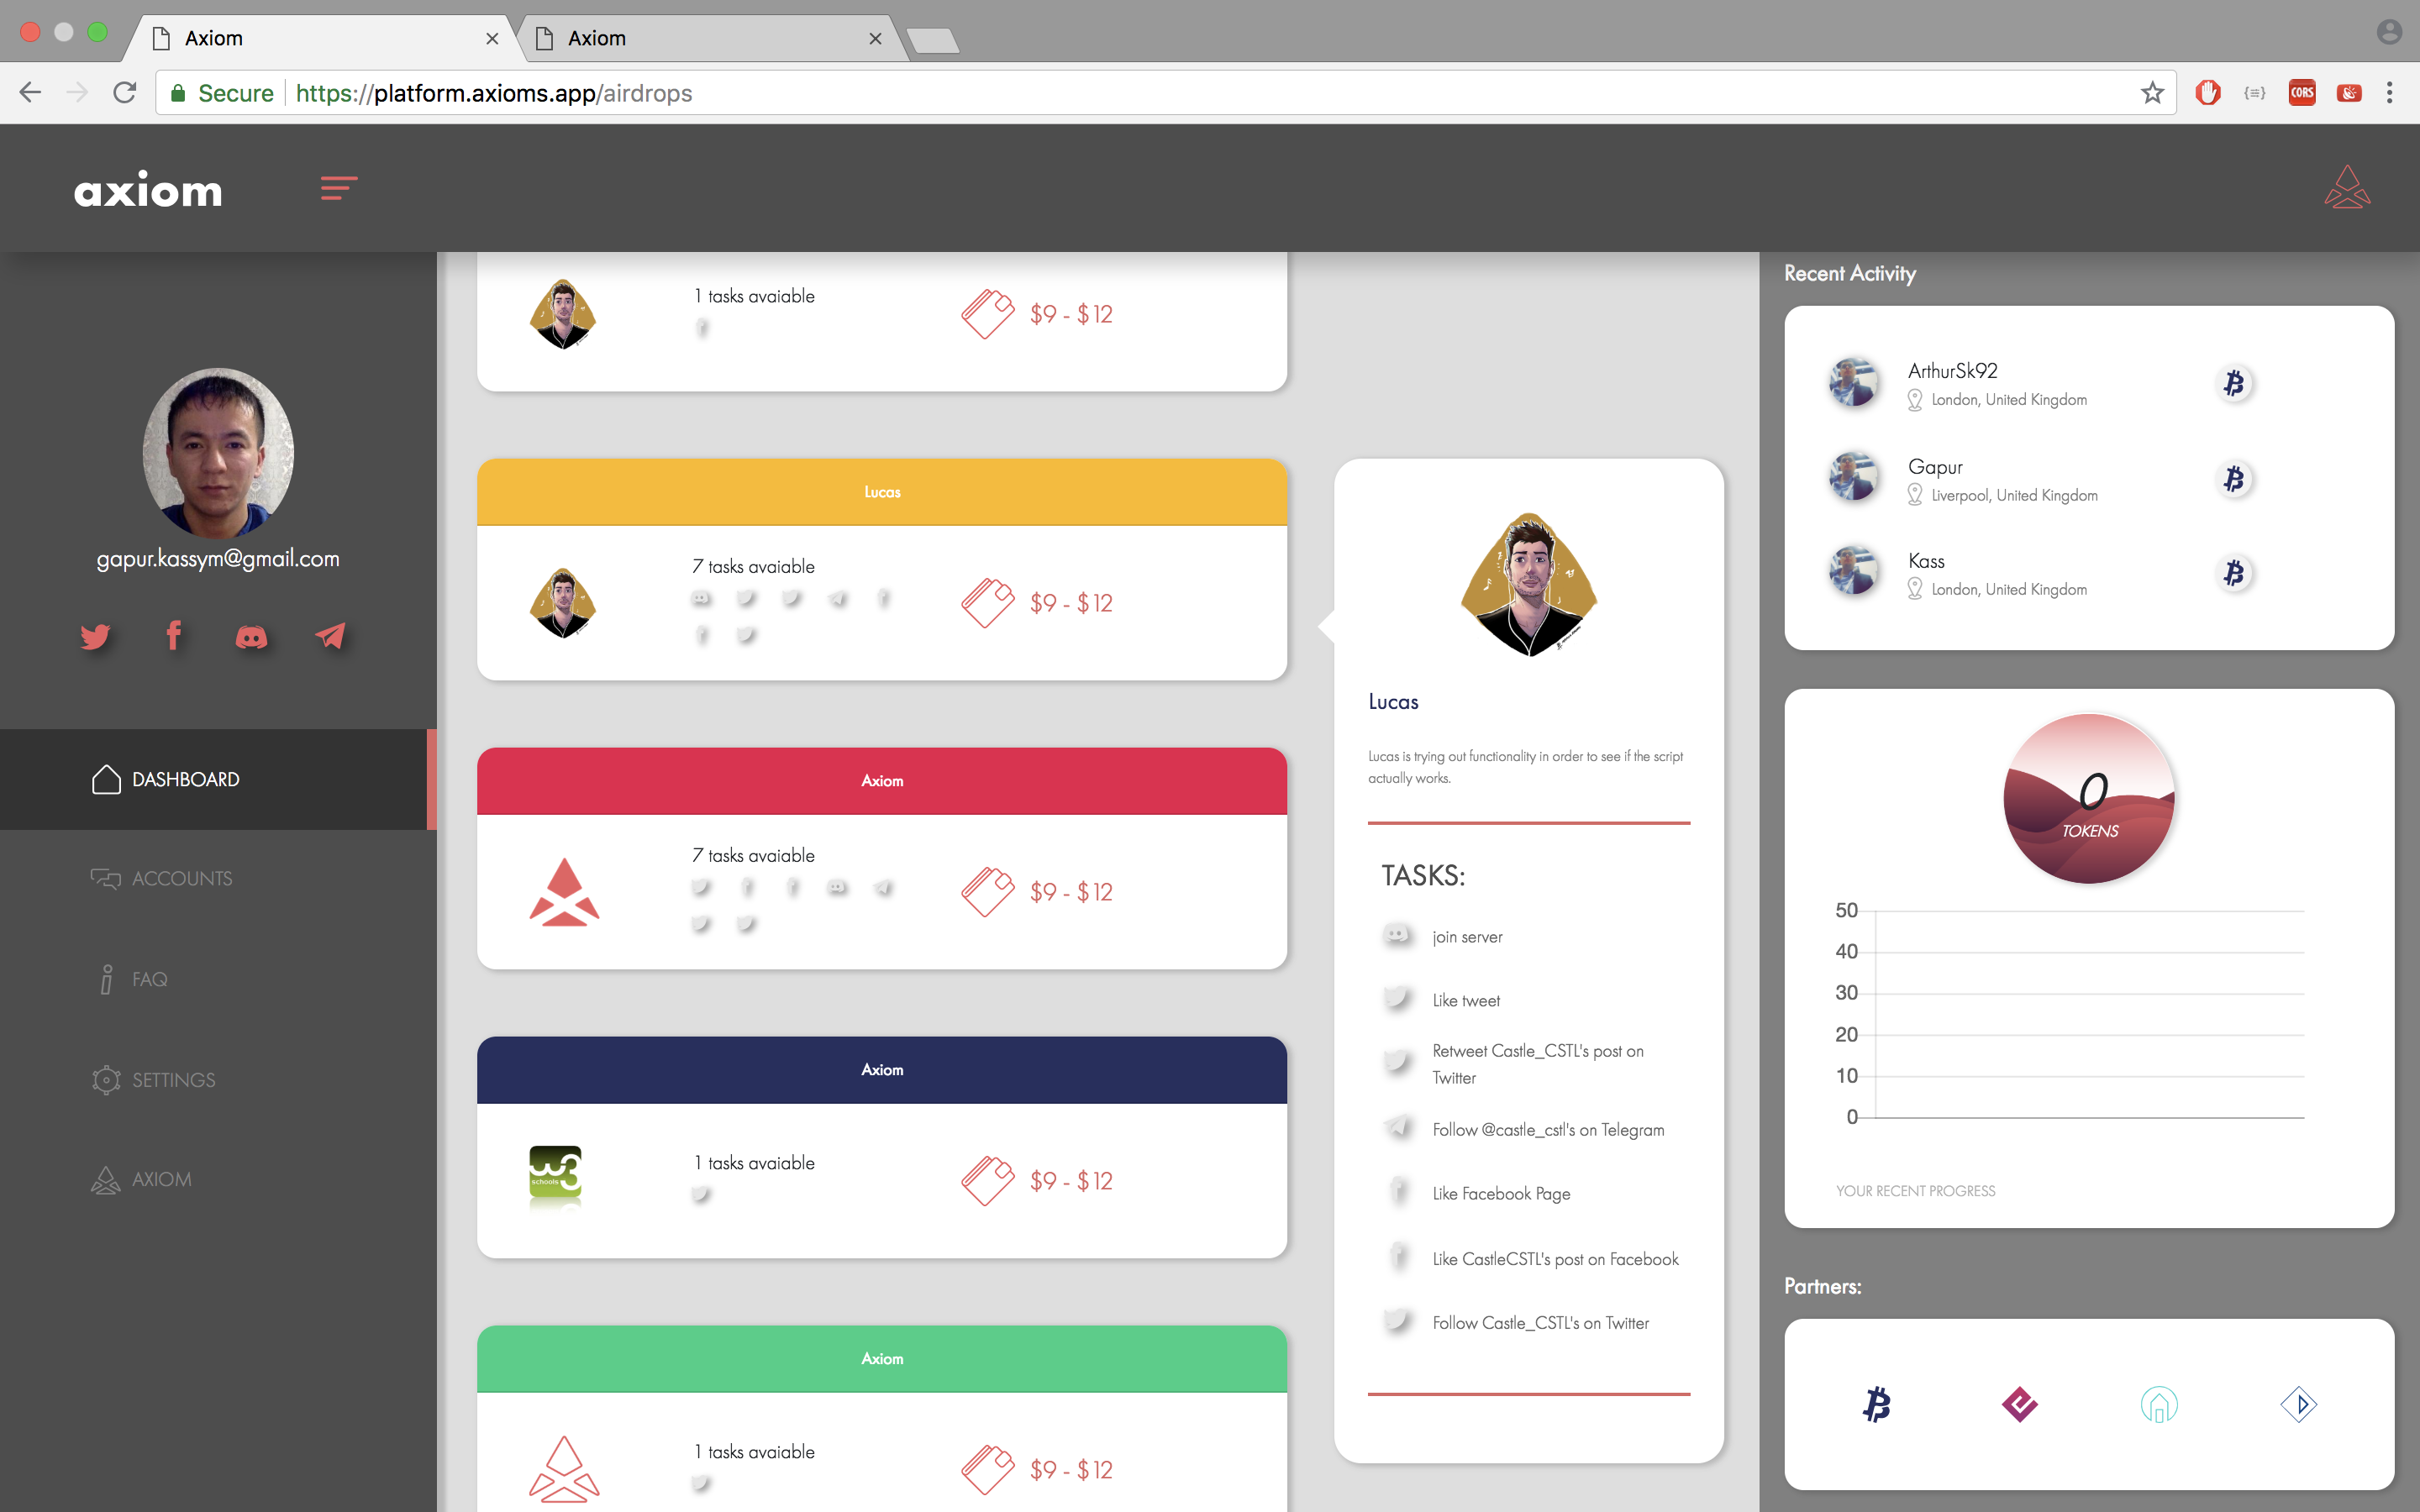 Axiom
Axiom
Secure
https://platform.axioms.app/airdrops
CORS
axiom
gapur.kassym@gmail.com
DASHBOARD
ACCOUNTS
FAQ
SETTINGS
AXIOM
1 tasks avaiable
$9 - $12
Lucas
7 tasks avaiable
$9 - $12
Axiom
7 tasks avaiable
$9 - $12
Axiom
w3
schools
1 tasks avaiable
$9 - $12
Axiom
1 tasks avaiable
$9 - $12
Lucas
Lucas is trying out functionality in order to see if the script
actually works.
TASKS:
join server
Like tweet
Retweet Castle_CSTL's post on
Twitter
Follow @castle_cstl's on Telegram
Like Facebook Page
Like CastleCSTL's post on Facebook
Follow Castle_CSTL's on Twitter
Recent Activity
ArthurSk92
London, United Kingdom
Gapur
Liverpool, United Kingdom
Kass
London, United Kingdom
0
TOKENS
50
40
30
20
10
0
YOUR RECENT PROGRESS
Partners: